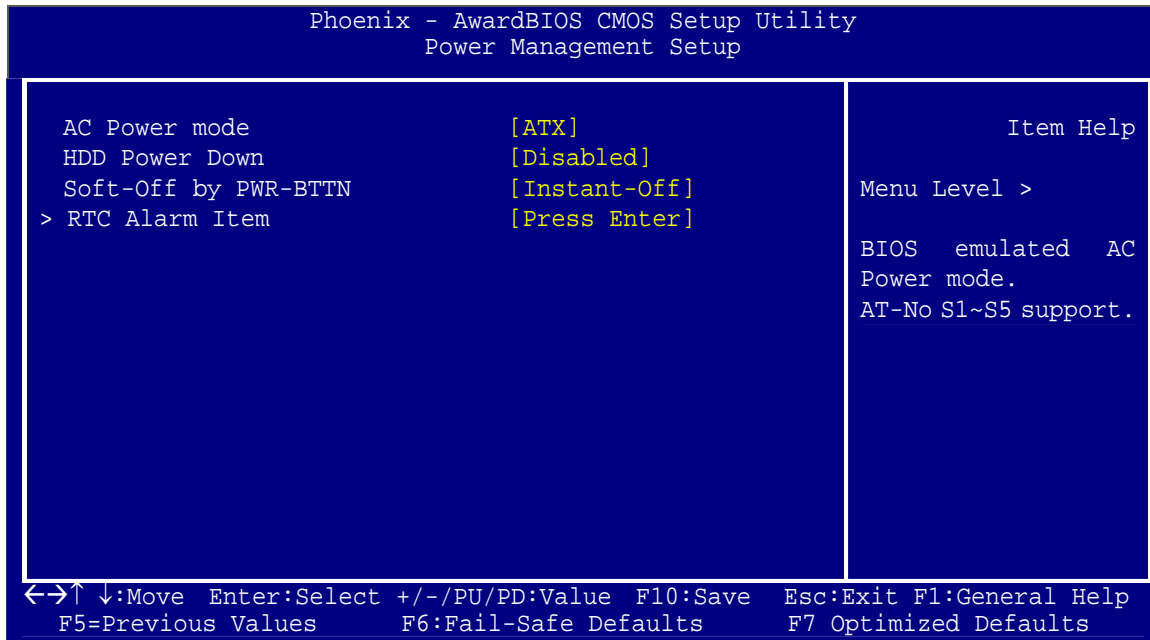 Phoenix - AwardBIOS CMOS Setup Utility
Power Management Setup
AC Power mode [ATX]
HDD Power Down [Disabled]
Soft-Off by PWR-BTTN [Instant-Off]
> RTC Alarm Item [Press Enter]
Item Help
Menu Level >
BIOS emulated AC
Power mode.
AT-No S1~S5 support.
←→↑ ↓:Move Enter:Select +/-/PU/PD:Value F10:Save Esc:Exit F1:General Help
F5=Previous Values F6:Fail-Safe Defaults F7 Optimized Defaults